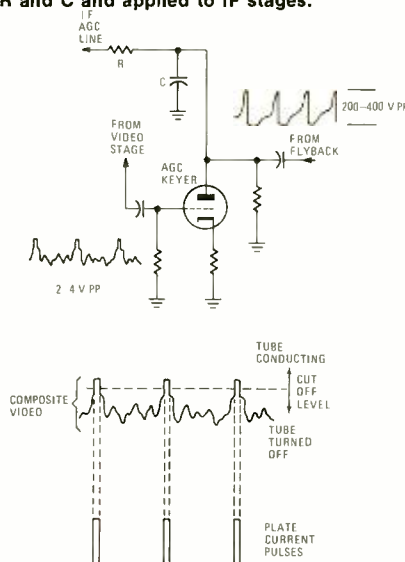 R and C and applied to IF stages.
IF
AGC
LINE
R
C
200-400 V PP
FROM
VIDEO
STAGE
FROM
FLYBACK
AGC
KEYER
2-4 V PP
TUBE
CONDUCTING
CUT
OFF
LEVEL
COMPOSITE
VIDEO
TUBE
TURNED
OFF
PLATE
CURRENT
PULSES